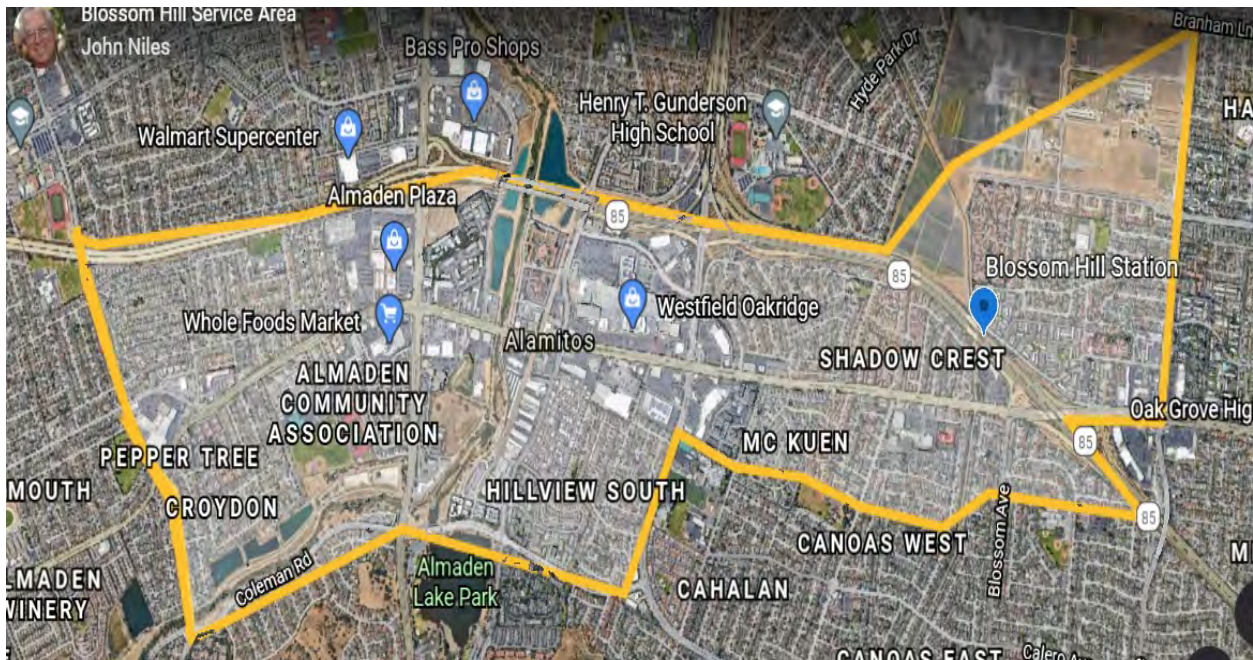 Blossom Hill Service Area
John Niles
Bass Pro Shops
Hyde Park Dr
Branham Ln
Henry T. Gunderson
High School
HA
Walmart Supercenter
Almaden Plaza
85
85
Blossom Hill Station
Whole Foods Market
Westfield Oakridge
Alamitos
SHADOW CREST
ALMADEN
COMMUNITY
ASSOCIATION
Oak Grove Hig
85
MC KUEN
PEPPER TREE
MOUTH
CROYDON
HILLVIEW SOUTH
Blossom Ave
85
CANOAS WEST
M
ALMADEN
WINERY
Coleman Rd
Almaden
Lake Park
CAHALAN
CANOAS EAST
Calero Av